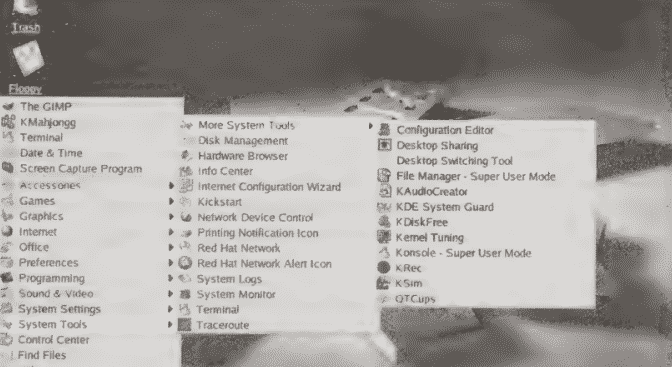 Trash
Floppy
The GIMP
KMahjongg
Terminal
Date & Time
Screen Capture Program
Accessories
Games
Graphics
Internet
Office
Preferences
Programming
Sound & Video
System Settings
System Tools
Control Center
Find Files
More System Tools
Disk Management
Hardware Browser
Info Center
Internet Configuration Wizard
Kickstart
Network Device Control
Printing Notification Icon
Red Hat Network
Red Hat Network Alert Icon
System Logs
System Monitor
Terminal
Traceroute
Configuration Editor
Desktop Sharing
Desktop Switching Tool
File Manager - Super User Mode
KAudioCreator
KDE System Guard
KDiskFree
Kernel Tuning
Konsole - Super User Mode
KRec
KSim
QTCups